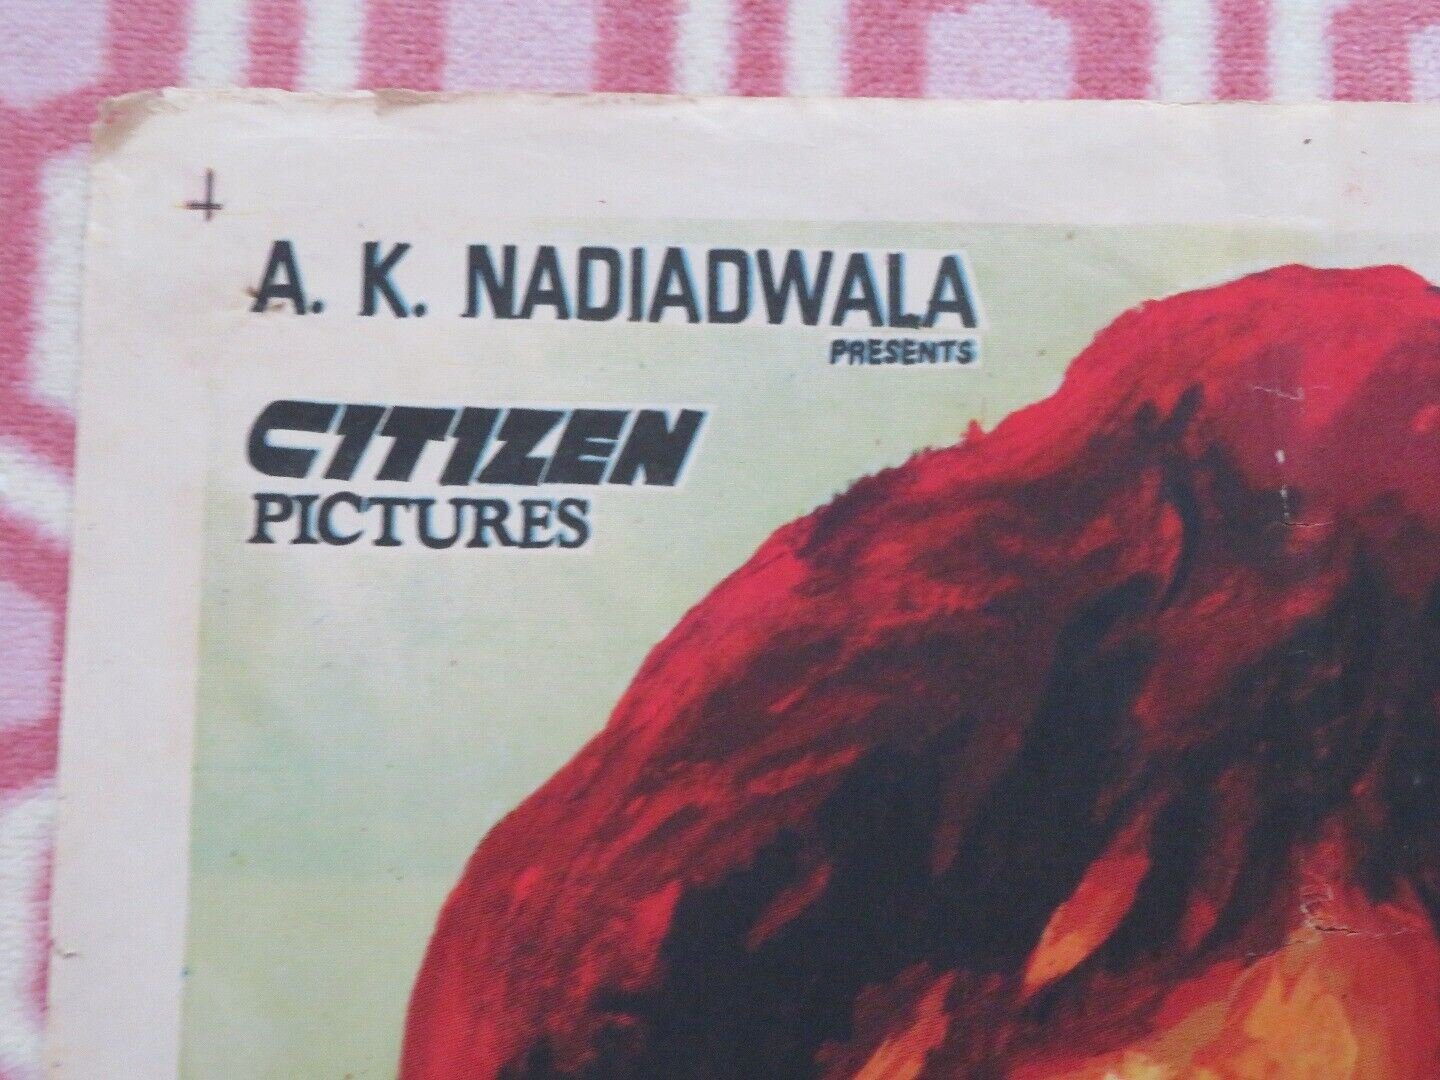 A. K. NADIADWALA
PRESENTS
CITIZEN
PICTURES